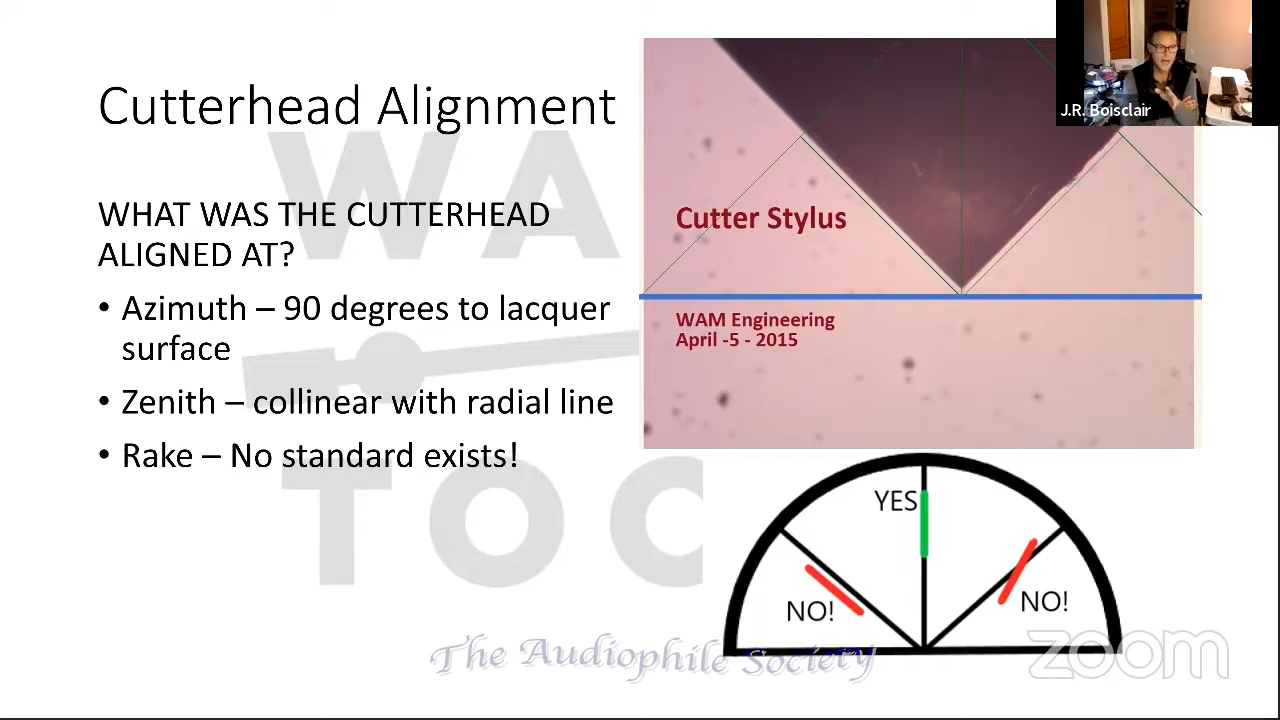 Cutterhead Alignment
J.R. Boisclair
WHAT WAS THE CUTTERHEAD
ALIGNED AT?
• Azimuth – 90 degrees to lacquer
surface
• Zenith – collinear with radial line
• Rake – No standard exists!
Cutter Stylus
WAM Engineering
April -5 - 2015
YES
NO!
NO!
WA
TOC
The Audiophile Society
zoom